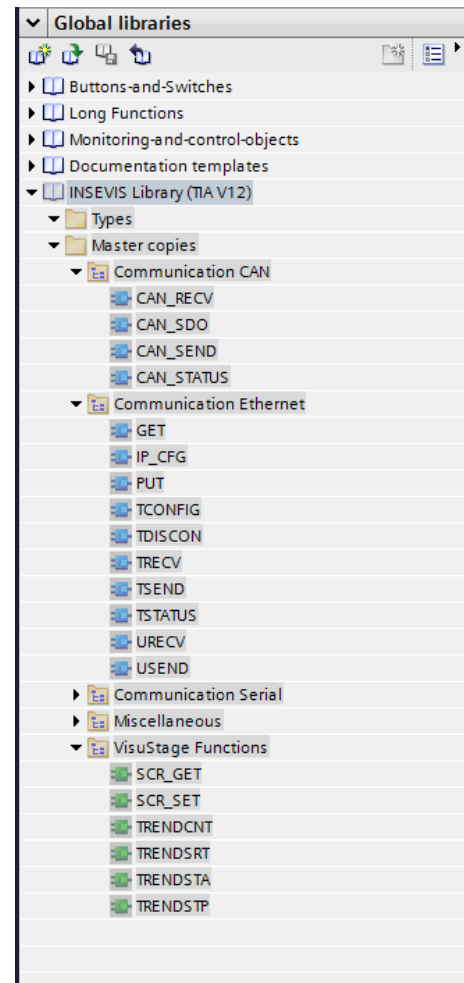 Global libraries
Buttons-and-Switches
Long Functions
Monitoring-and-control-objects
Documentation templates
INSEVIS Library (TIA V12)
Types
Master copies
Communication CAN
CAN_RECV
CAN_SDO
CAN_SEND
CAN_STATUS
Communication Ethernet
GET
IP_CFG
PUT
TCONFIG
TDISCON
TRECV
TSEND
TSTATUS
URECV
USEND
Communication Serial
Miscellaneous
VisuStage Functions
SCR_GET
SCR_SET
TRENDCNT
TRENDSRT
TRENDSTA
TRENDSTP